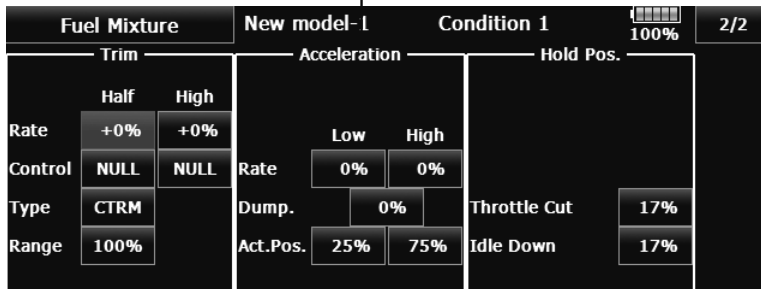 Fuel Mixture New model-1 Condition 1 100% 2/2
Trim Acceleration Hold Pos.
Half High
Rate +0% +0%
Low High
Control NULL NULL Rate 0% 0%
Type CTRM Dump. 0% Throttle Cut 17%
Range 100% Act.Pos. 25% 75% Idle Down 17%